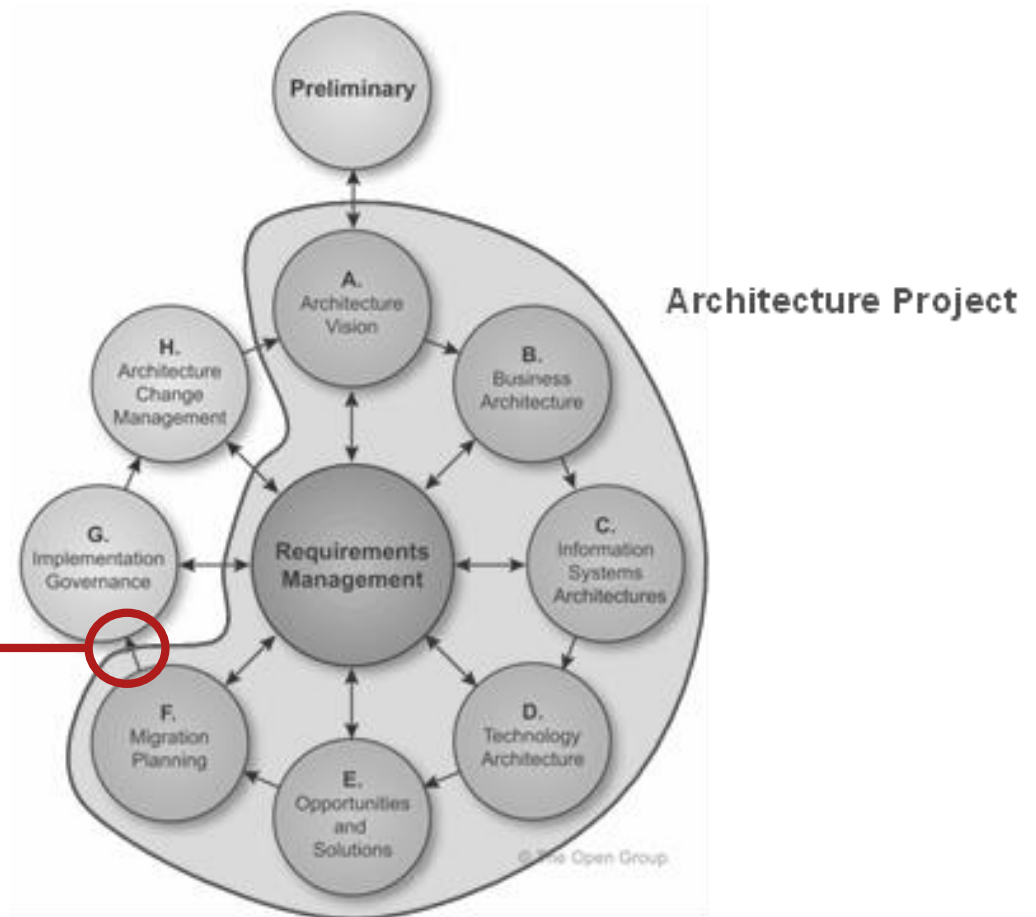 Preliminary
A.
Architecture
Vision
Architecture Project
H.
Architecture
Change
Management
B.
Business
Architecture
G.
Implementation
Governance
Requirements
Management
C.
Information
Systems
Architectures
F.
Migration
Planning
D.
Technology
Architecture
E.
Opportunities
and
Solutions
© The Open Group